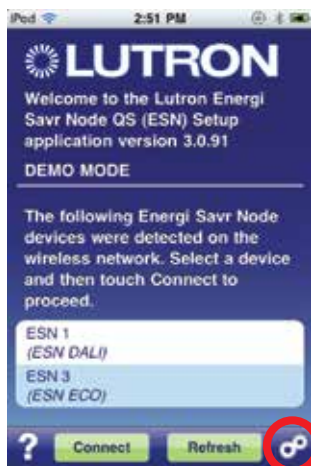 iPod 2:51 PM
LUTRON
Welcome to the Lutron Energi
Savr Node QS (ESN) Setup
application version 3.0.91
DEMO MODE
The following Energi Savr Node
devices were detected on the
wireless network. Select a device
and then touch Connect to
proceed.
ESN 1
(ESN DALI)
ESN 3
(ESN ECO)
? Connect Refresh